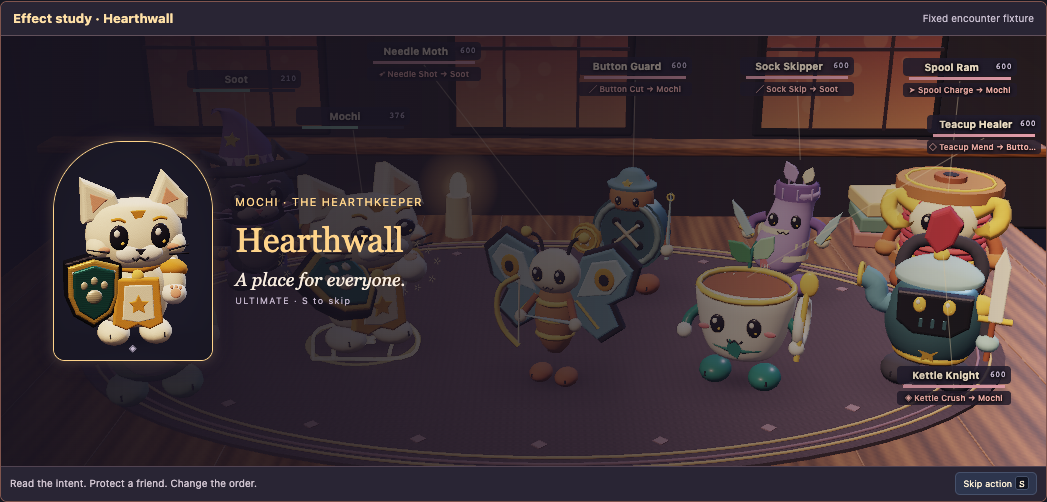 Effect study · Hearthwall
Fixed encounter fixture
Needle Moth 600
✓ Needle Shot → Soot
Soot 210
Mochi 376
Button Guard 600
⟋ Button Cut → Mochi
Sock Skipper 600
⟋ Sock Skip → Soot
Spool Ram 600
➤ Spool Charge → Mochi
Teacup Healer 600
◇ Teacup Mend → Butto...
MOCHI · THE HEARTHKEEPER
Hearthwall
A place for everyone.
ULTIMATE · S to skip
Kettle Knight 600
◈ Kettle Crush → Mochi
Read the intent. Protect a friend. Change the order.
Skip action S